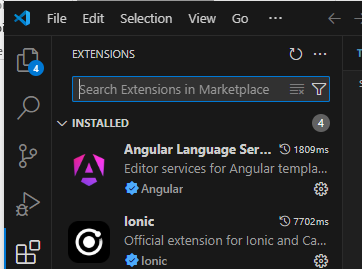 File Edit Selection View Go ···
EXTENSIONS
4
Search Extensions in Marketplace
INSTALLED 4
Angular Language Ser... 1809ms
Editor services for Angular templa...
Angular
Ionic 7702ms
Official extension for Ionic and Ca...
Ionic